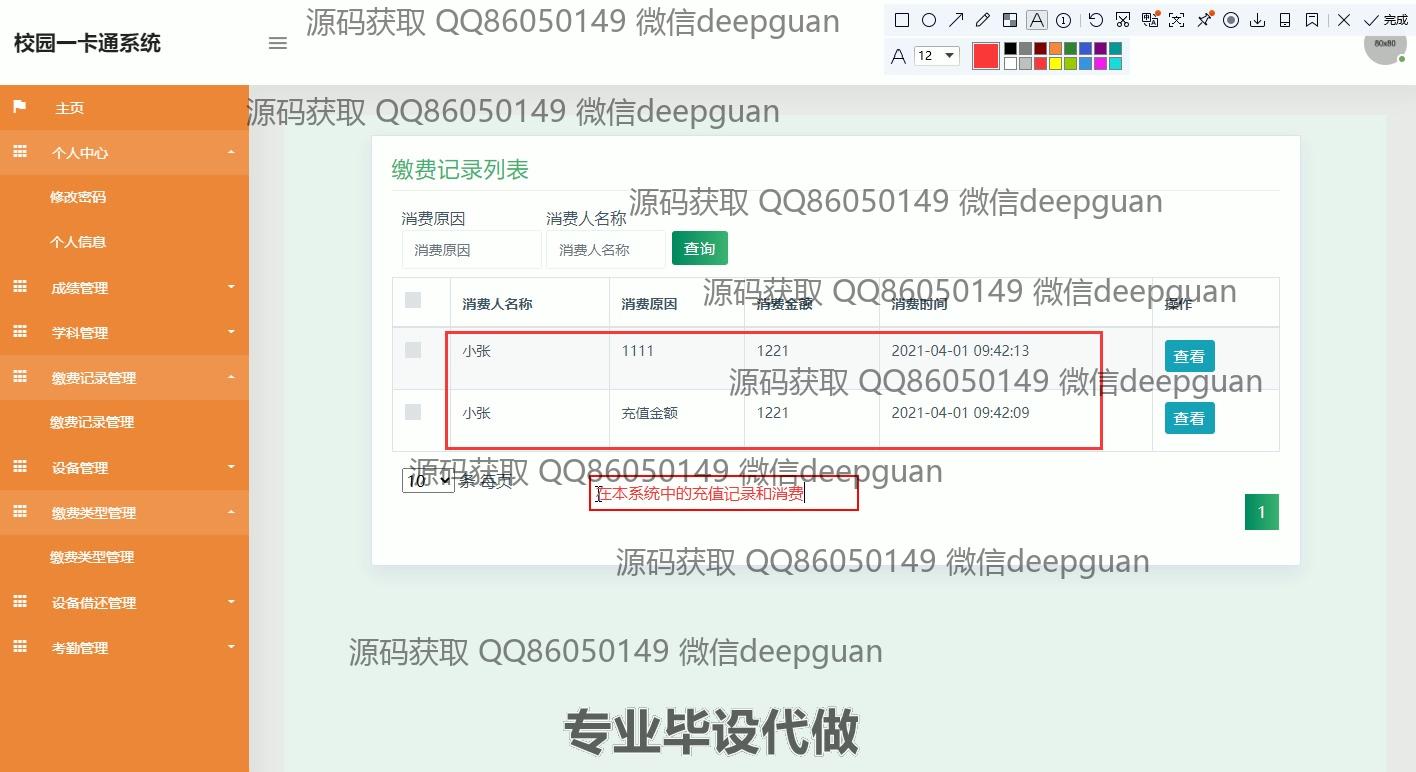 源码获取 QQ86050149 微信deepguan
校园一卡通系统
A
1
完成
A 12
80x80
主页
源码获取 QQ86050149 微信deepguan
个人中心
修改密码
个人信息
成绩管理
学科管理
缴费记录管理
缴费记录管理
设备管理
缴费类型管理
缴费类型管理
设备借还管理
考勤管理
缴费记录列表
源码获取 QQ86050149 微信deepguan
消费原因 消费人名称
消费原因 消费人名称 查询
源码获取 QQ86050149 微信deepguan
消费人名称 消费原因 消费金额 消费时间 操作
小张 1111 1221 2021-04-01 09:42:13 查看
源码获取 QQ86050149 微信deepguan
小张 充值金额 1221 2021-04-01 09:42:09 查看
源码获取 QQ86050149 微信deepguan
10 条 每页
在本系统中的充值记录和消费
1
源码获取 QQ86050149 微信deepguan
源码获取 QQ86050149 微信deepguan
专业毕设代做